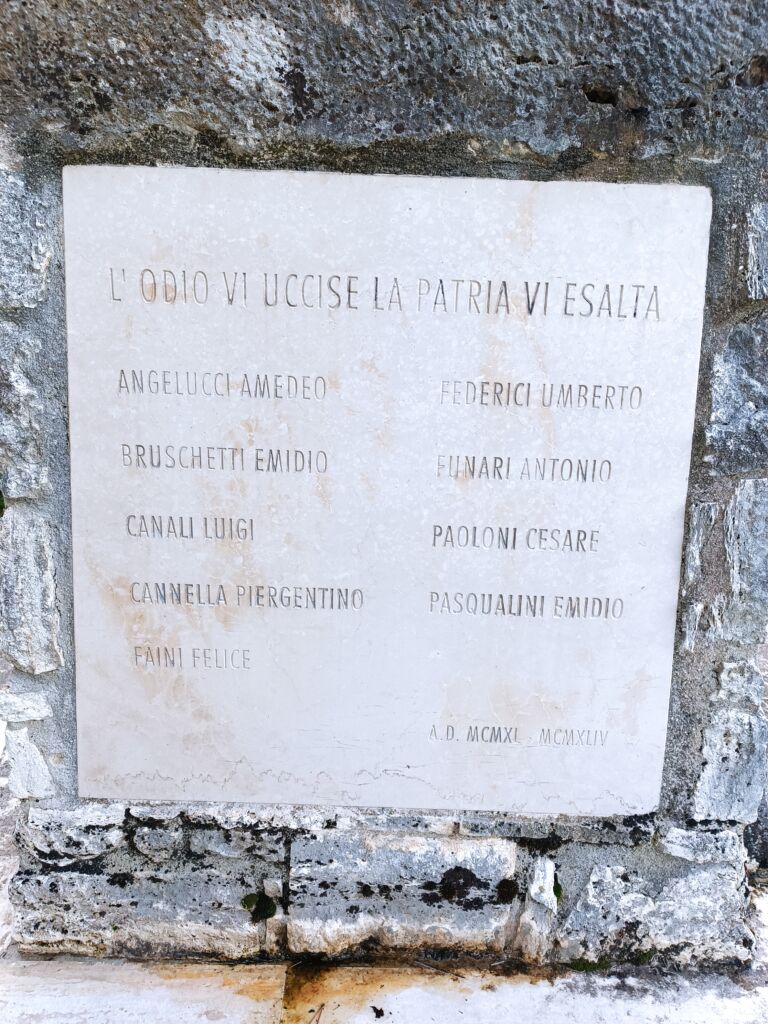 L' ODIO VI UCCISE LA PATRIA VI ESALTA
ANGELUCCI AMEDEO
BRUSCHETTI EMIDIO
CANALI LUIGI
CANNELLA PIERGENTINO
FAINI FELICE
FEDERICI UMBERTO
FUNARI ANTONIO
PAOLONI CESARE
PASQUALINI EMIDIO
A.D. MCMXL - MCMXLIV